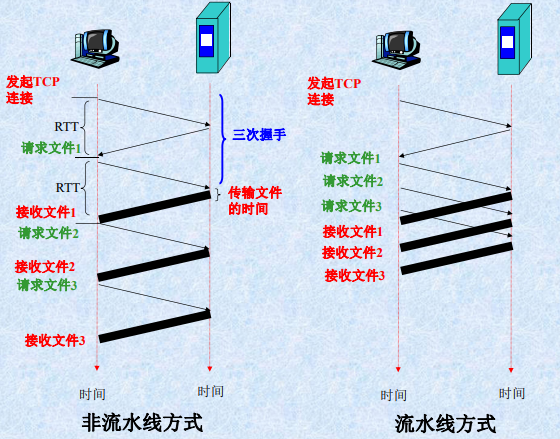 发起TCP
连接
RTT
请求文件1
三次握手
RTT
传输文件
的时间
接收文件1
请求文件2
接收文件2
请求文件3
接收文件3
时间
时间
非流水线方式
发起TCP
连接
请求文件1
请求文件2
请求文件3
接收文件1
接收文件2
接收文件3
时间
时间
流水线方式